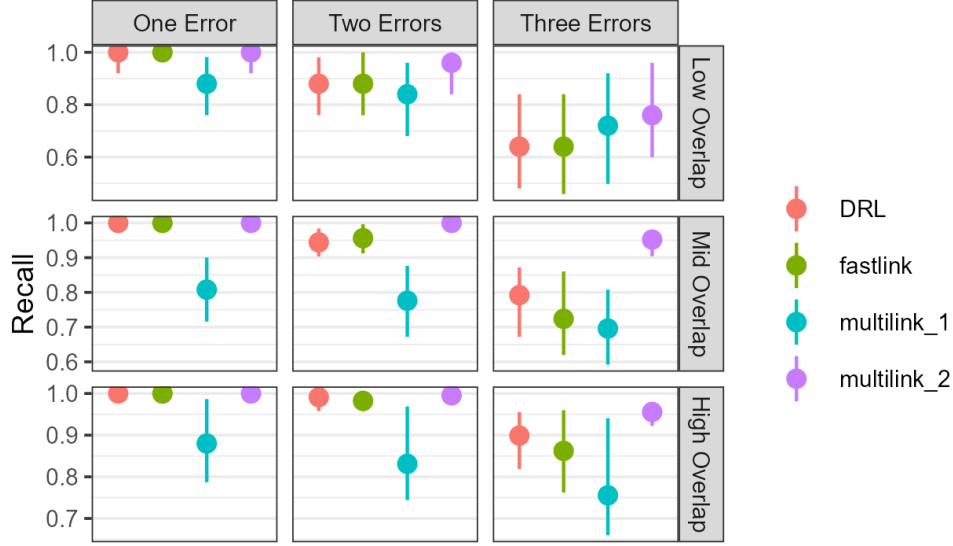 One Error Two Errors Three Errors
1.0
0.8
0.6
Low Overlap
1.0
0.9
0.8
0.7
0.6
Mid Overlap
1.0
0.9
0.8
0.7
High Overlap
Recall
DRL
fastlink
multilink_1
multilink_2